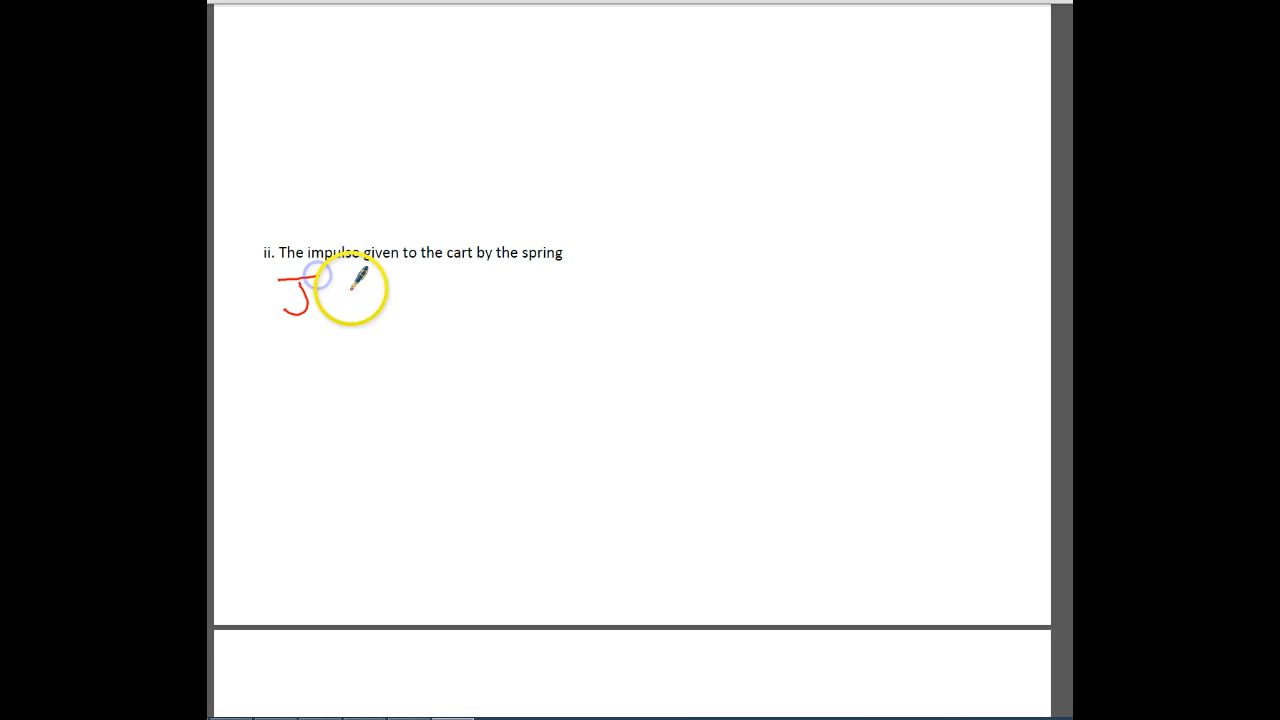 ii. The impulse given to the cart by the spring
J